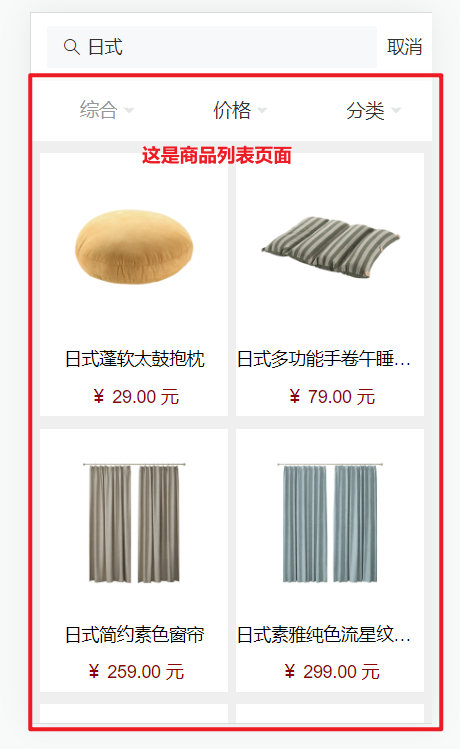 日式
取消
综合
价格
分类
这是商品列表页面
日式蓬软太鼓抱枕
日式多功能手卷午睡...
¥ 29.00 元
¥ 79.00 元
日式简约素色窗帘
日式素雅纯色流星纹...
¥ 259.00 元
¥ 299.00 元